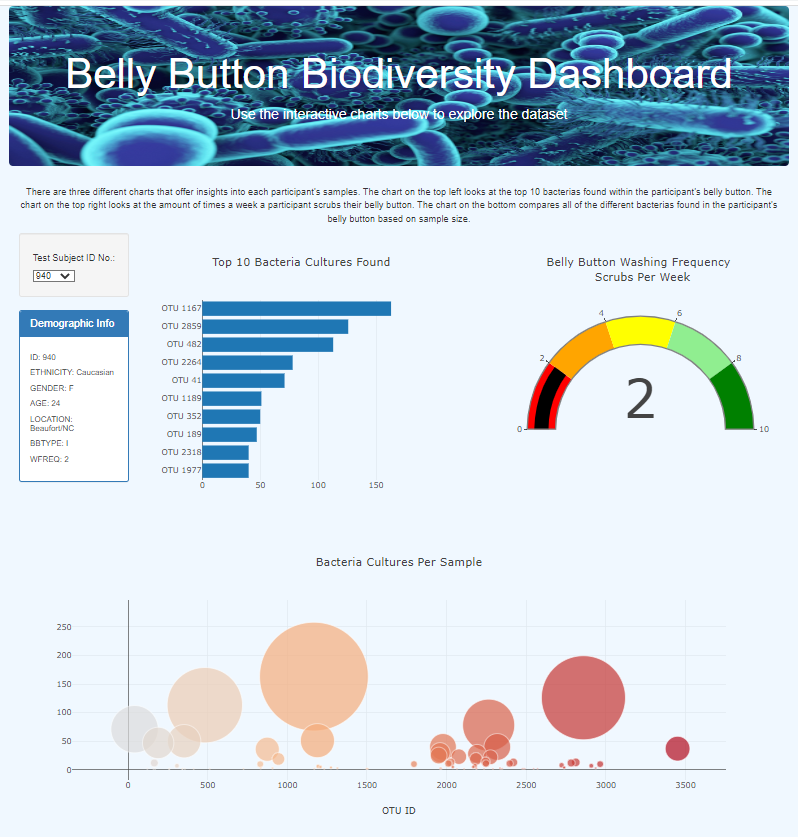 Belly Button Biodiversity Dashboard
Use the interactive charts below to explore the dataset
There are three different charts that offer insights into each participant's samples. The chart on the top left looks at the top 10 bacterias found within the participant's belly button. The
chart on the top right looks at the amount of times a week a participant scrubs their belly button. The chart on the bottom compares all of the different bacterias found in the participant's
belly button based on sample size.
Test Subject ID No.:
940
Demographic Info
ID: 940
ETHNICITY: Caucasian
GENDER: F
AGE: 24
LOCATION:
Beaufort/NC
BBTYPE: I
WFREQ: 2
Top 10 Bacteria Cultures Found
OTU 1167
OTU 2859
OTU 482
OTU 2264
OTU 41
OTU 1189
OTU 352
OTU 189
OTU 2318
OTU 1977
0 50 100 150
Belly Button Washing Frequency
Scrubs Per Week
0 2 4 6 8 10
2
Bacteria Cultures Per Sample
250
200
150
100
50
0
0 500 1000 1500 2000 2500 3000 3500
OTU ID